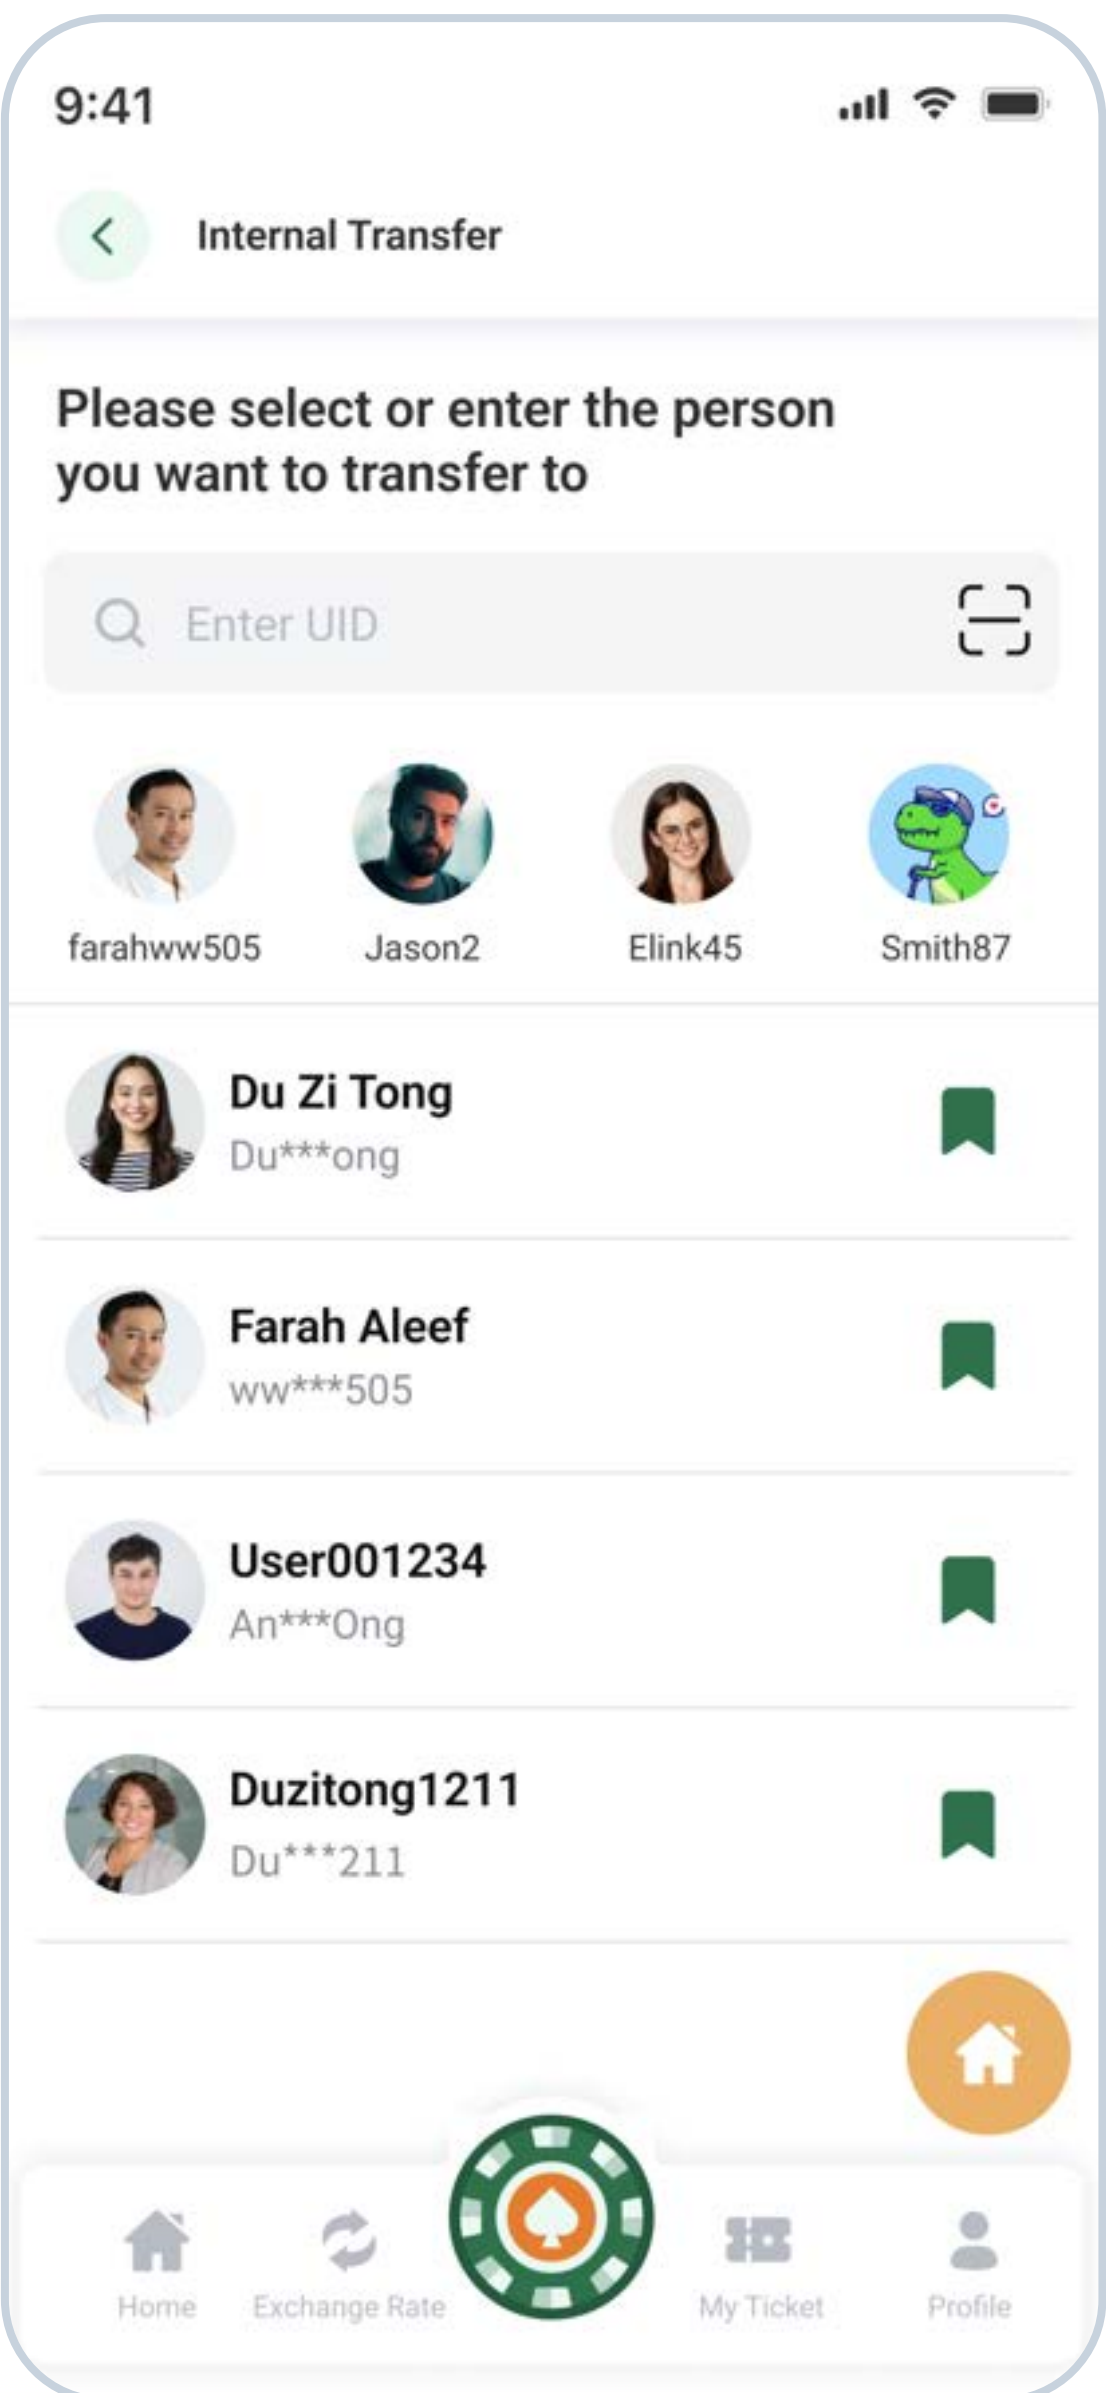 9:41
Internal Transfer
Please select or enter the person
you want to transfer to
Enter UID
farahww505 Jason2 Elink45 Smith87
Du Zi Tong
Du***ong
Farah Aleef
ww***505
User001234
An***Ong
Duzitong1211
Du***211
Home Exchange Rate My Ticket Profile